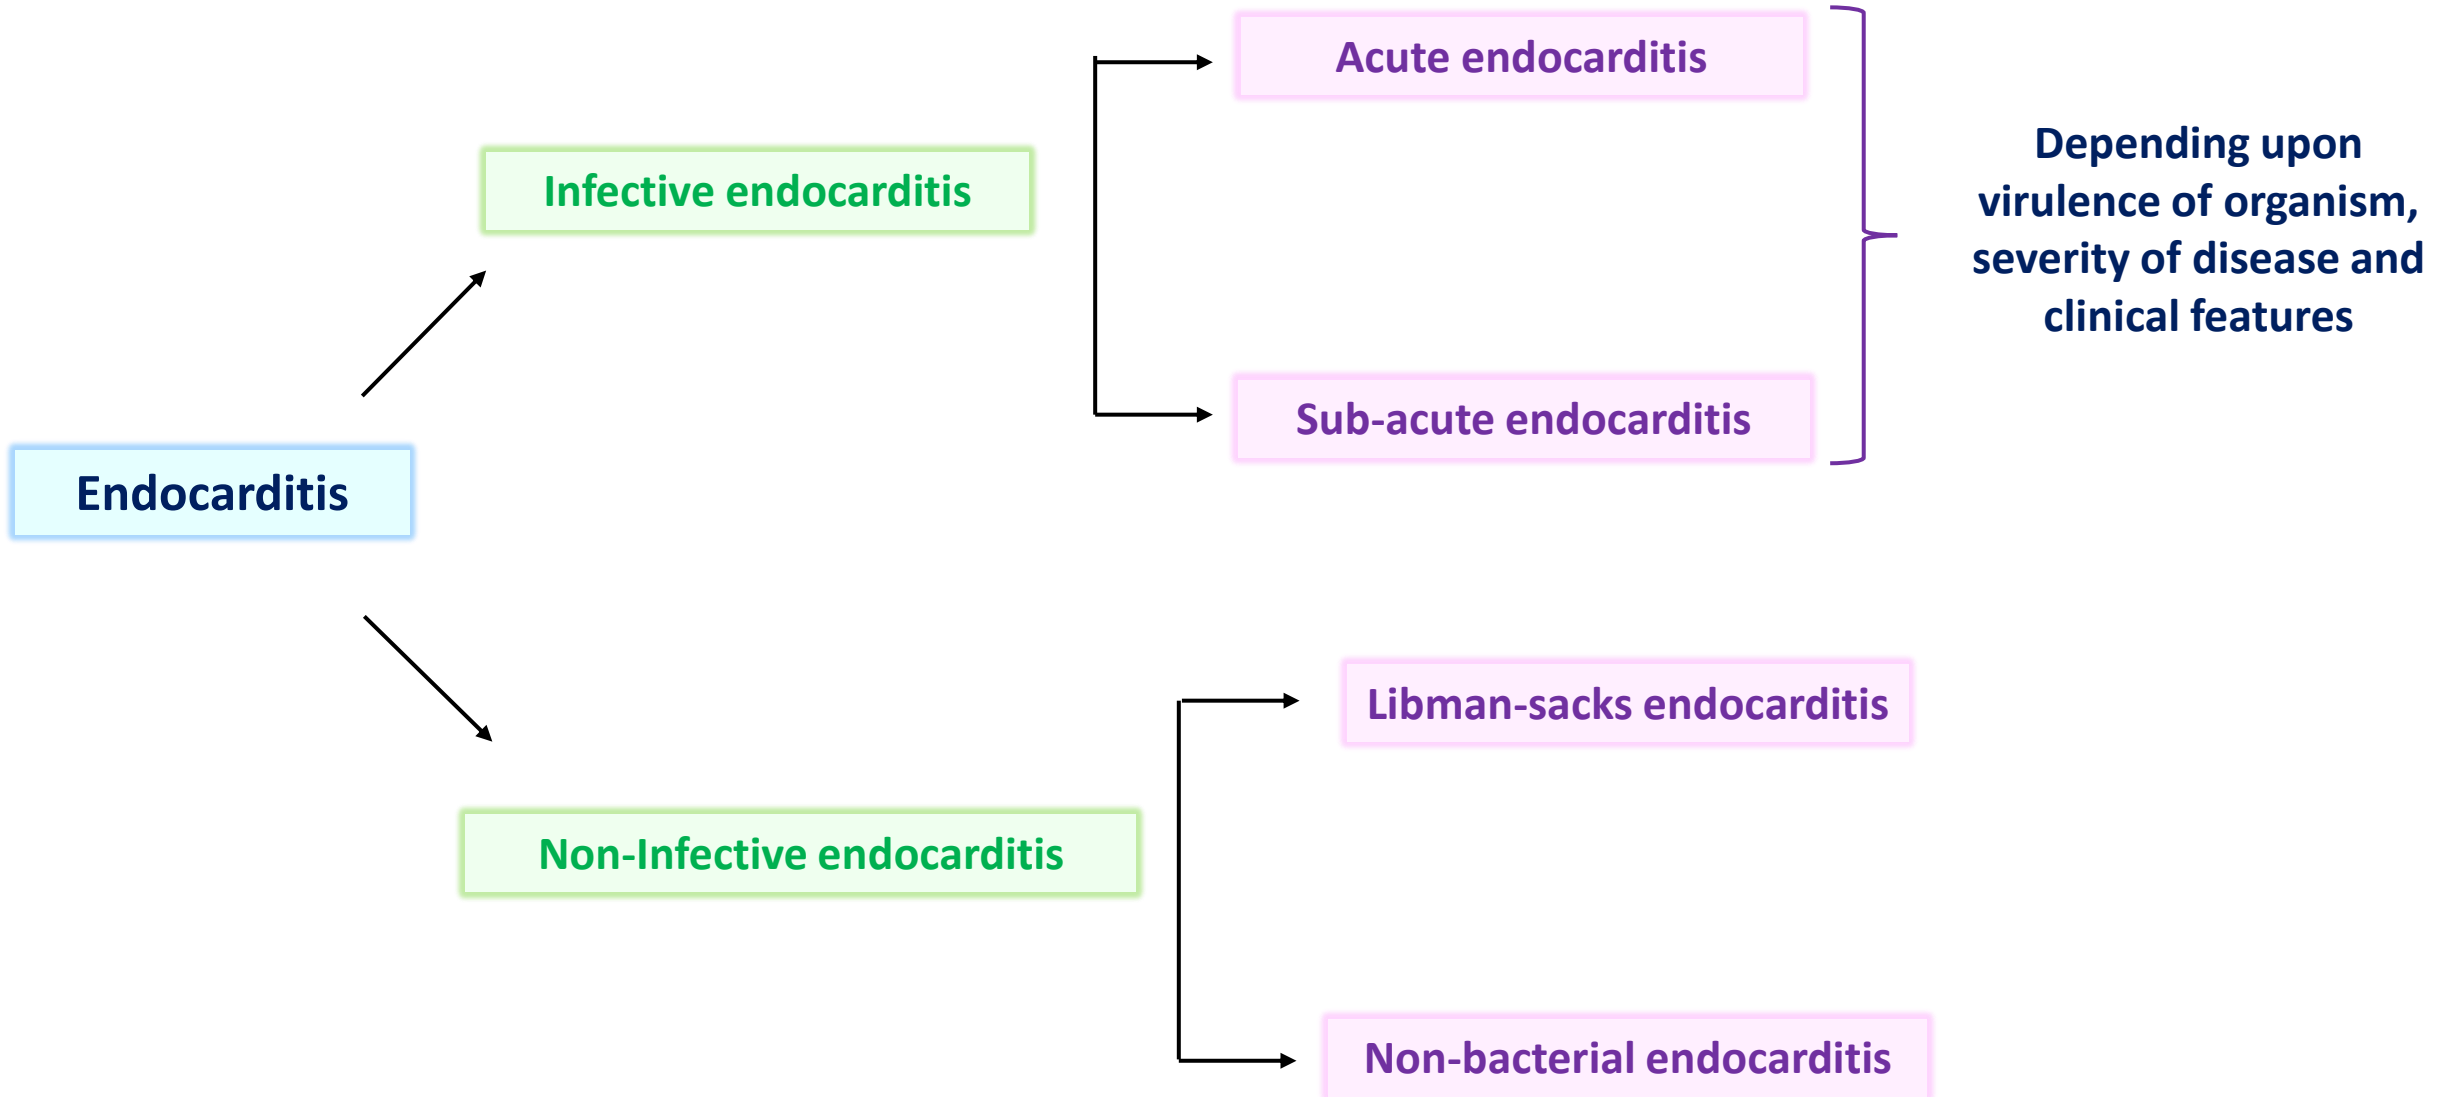 Acute endocarditis
Infective endocarditis
Depending upon
virulence of organism,
severity of disease and
clinical features
Sub-acute endocarditis
Endocarditis
Libman-sacks endocarditis
Non-Infective endocarditis
Non-bacterial endocarditis